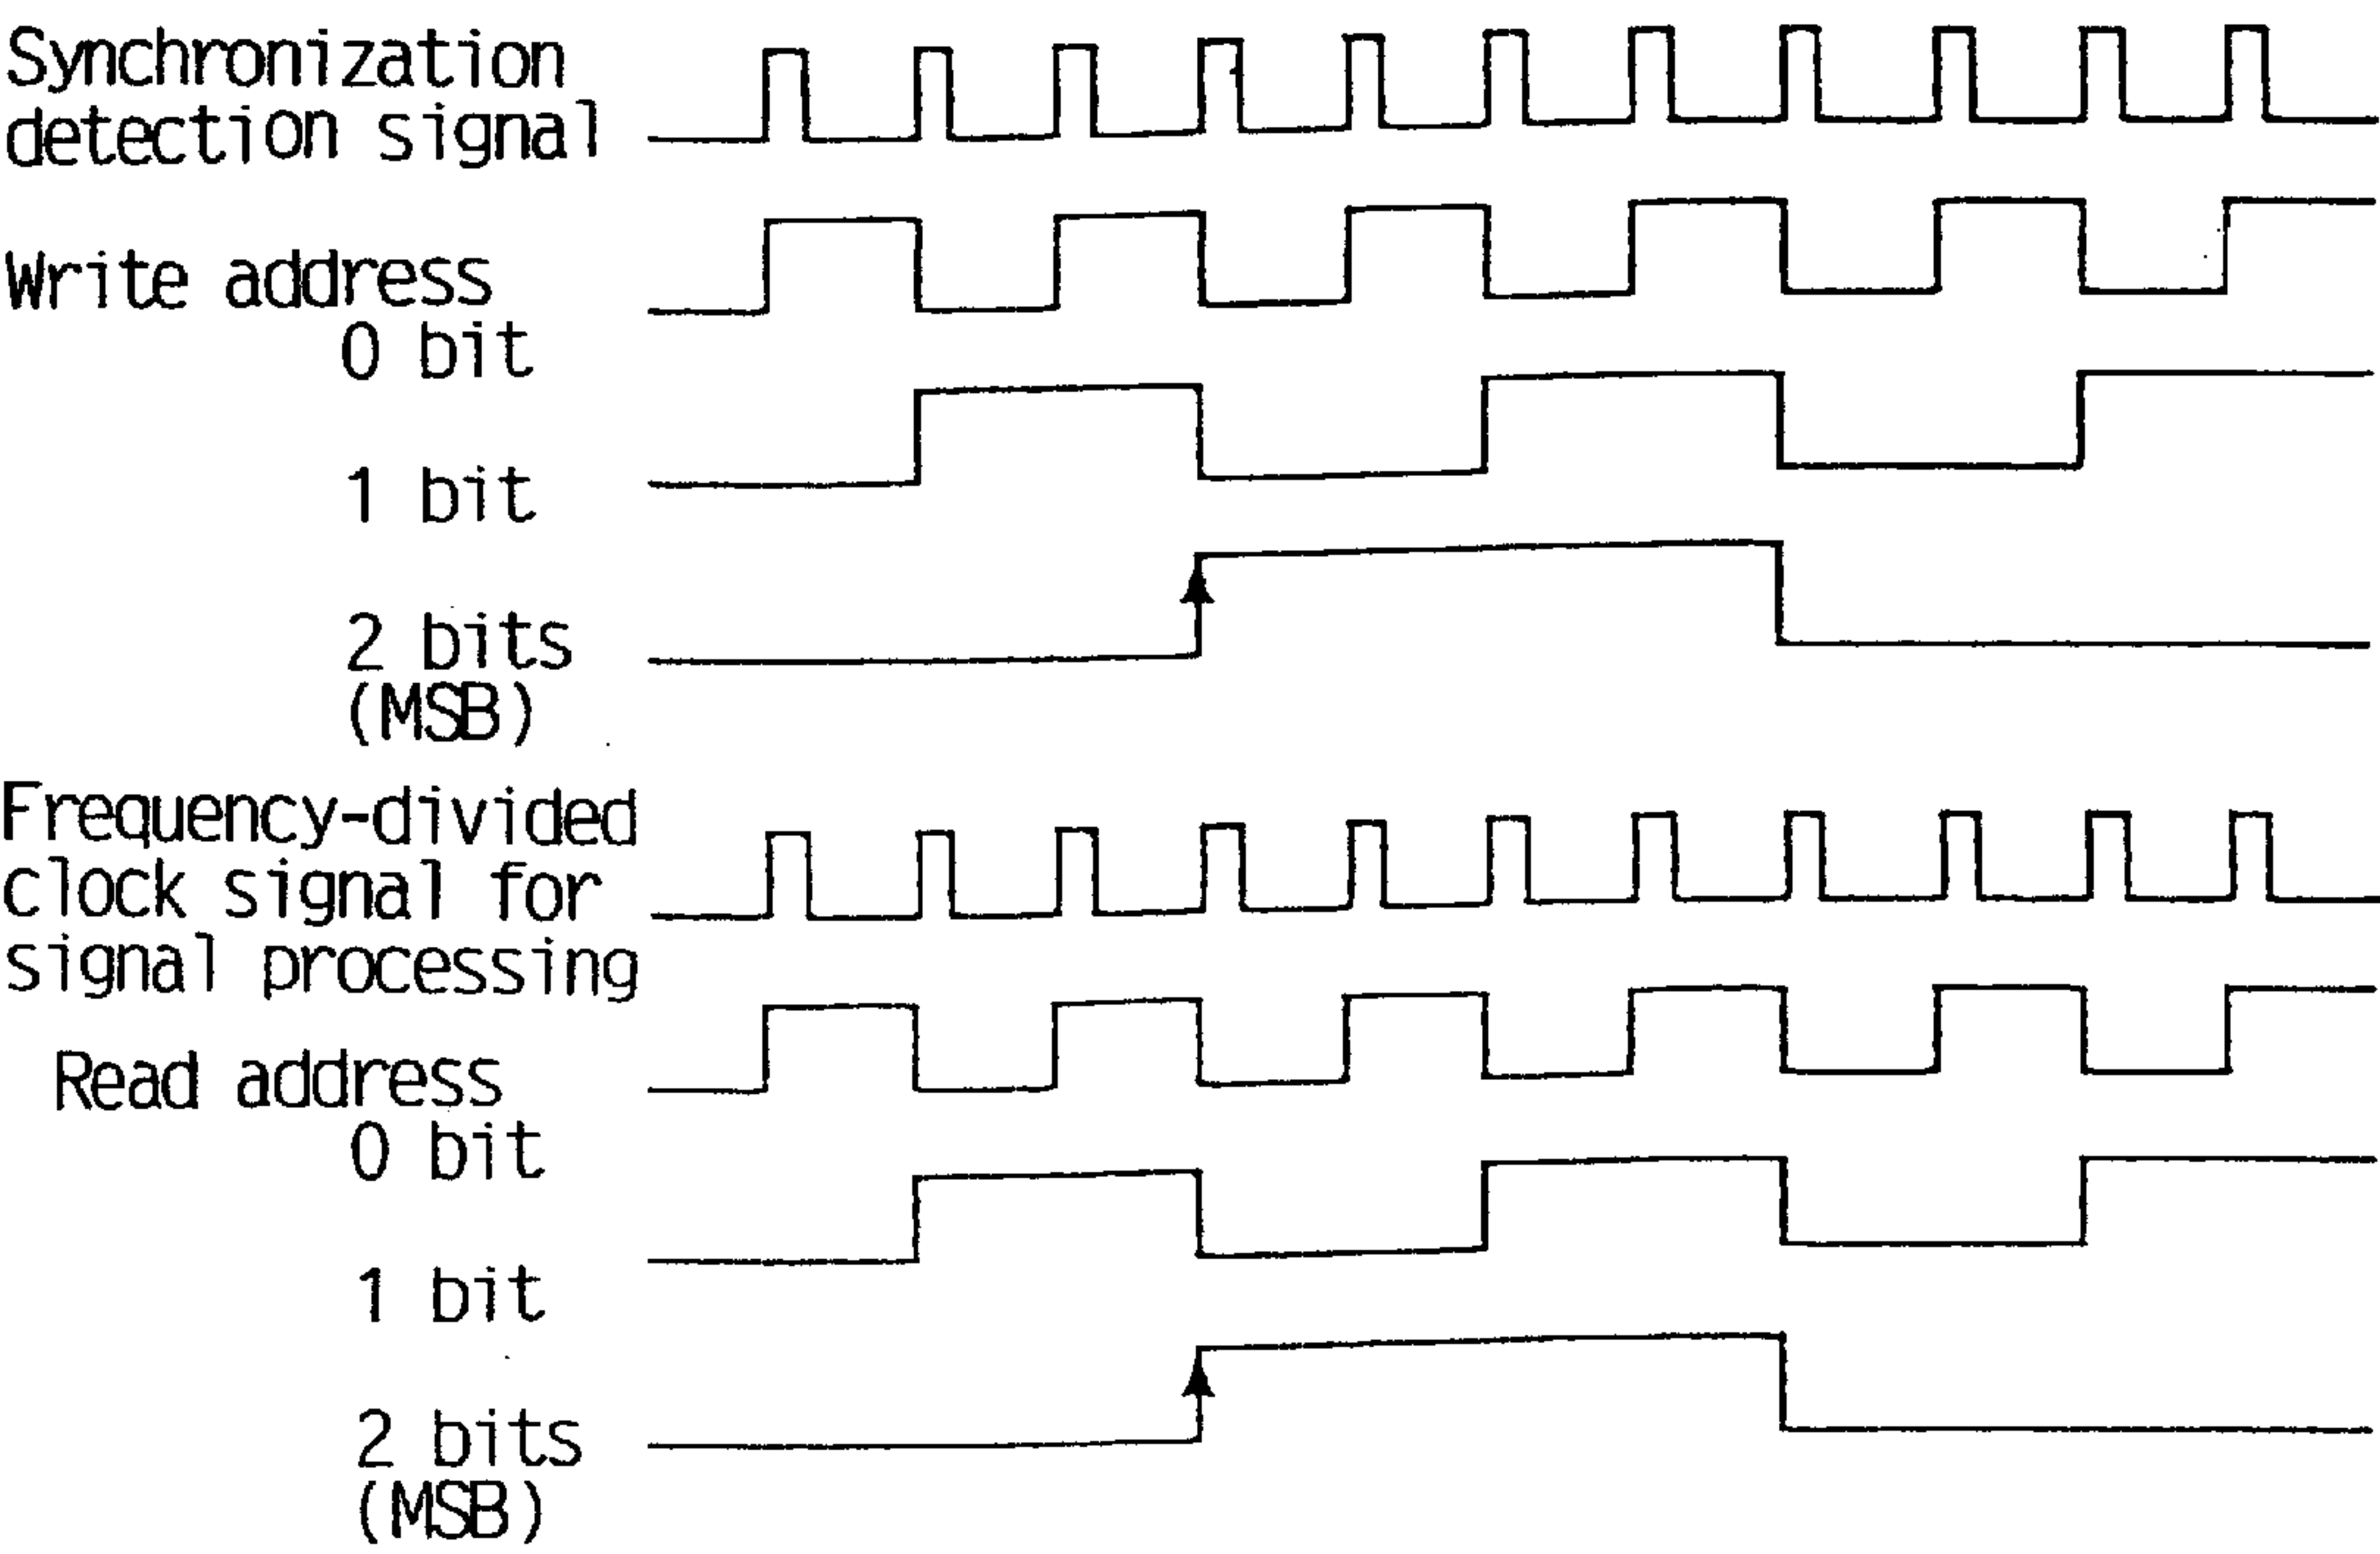 Synchronization
detection signal
Write address
0 bit
1 bit
2 bits
(MSB)
Frequency-divided
clock signal for
signal processing
Read address
0 bit
1 bit
2 bits
(MSB)